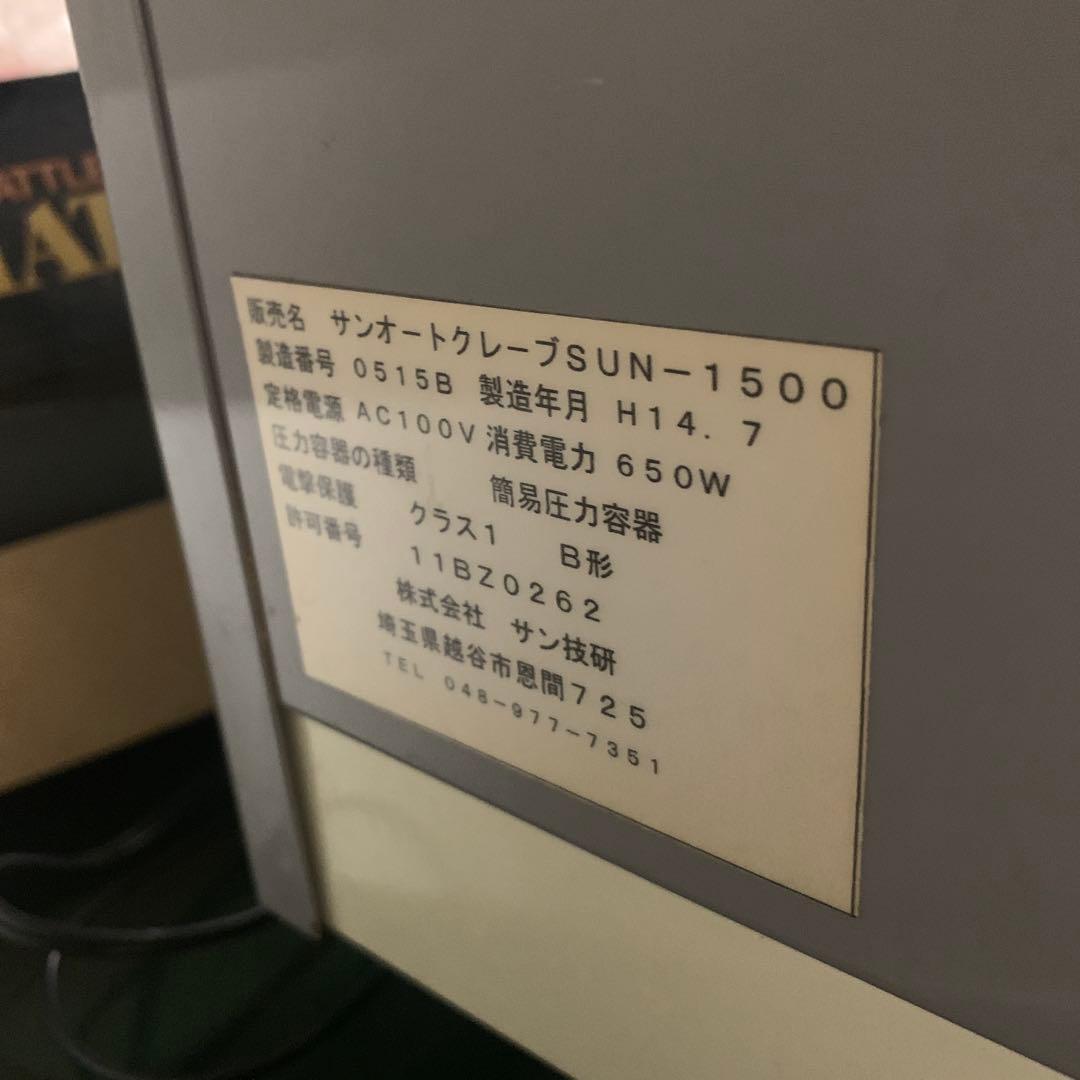 販売名 サンオートクレーブSUN-1500
製造番号 0515B 製造年月 H14.7
定格電源 AC100V 消費電力 650W
圧力容器の種類 簡易圧力容器
電撃保護 クラス1 B形
許可番号 11BZ0262
株式会社 サン技研
埼玉県越谷市恩間725
TEL 048-977-7351